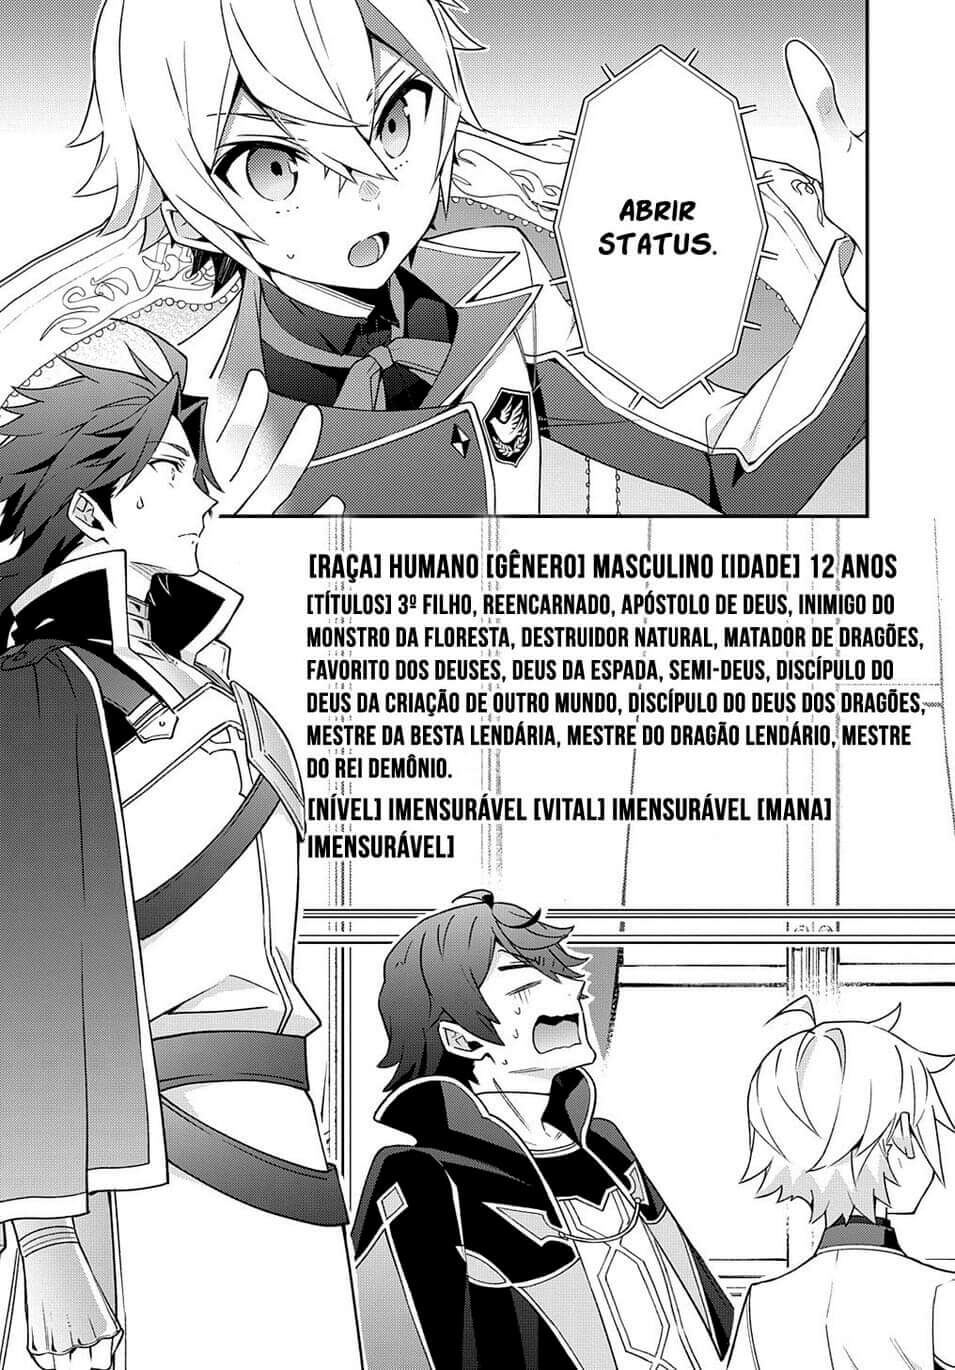 ABRIR
STATUS.
[RAÇA] HUMANO [GÊNERO] MASCULINO [IDADE] 12 ANOS
[TÍTULOS] 3º FILHO, REENCARNADO, APÓSTOLO DE DEUS, INIMIGO DO
MONSTRO DA FLORESTA, DESTRUIDOR NATURAL, MATADOR DE DRAGÕES,
FAVORITO DOS DEUSES, DEUS DA ESPADA, SEMI-DEUS, DISCÍPULO DO
DEUS DA CRIAÇÃO DE OUTRO MUNDO, DISCÍPULO DO DEUS DOS DRAGÕES,
MESTRE DA BESTA LENDÁRIA, MESTRE DO DRAGÃO LENDÁRIO, MESTRE
DO REI DEMÔNIO.
[NÍVEL] IMENSURÁVEL [VITAL] IMENSURÁVEL [MANA]
IMENSURÁVEL]